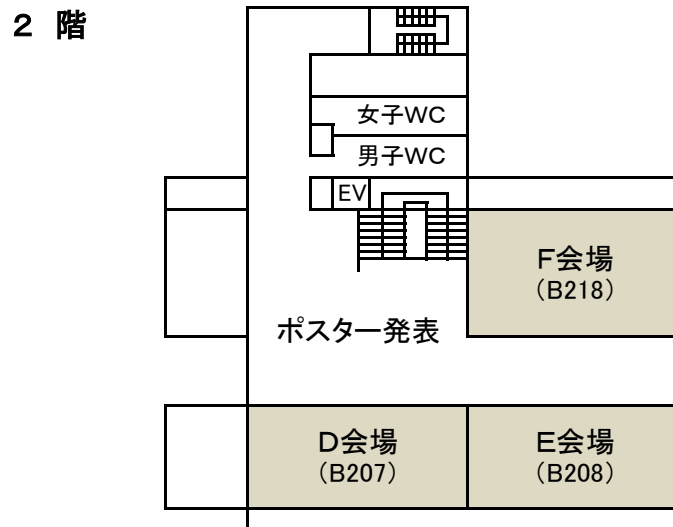 ２ 階
女子WC
男子WC
EV
F会場
（B218）
ポスター発表
D会場
（B207）
E会場
（B208）